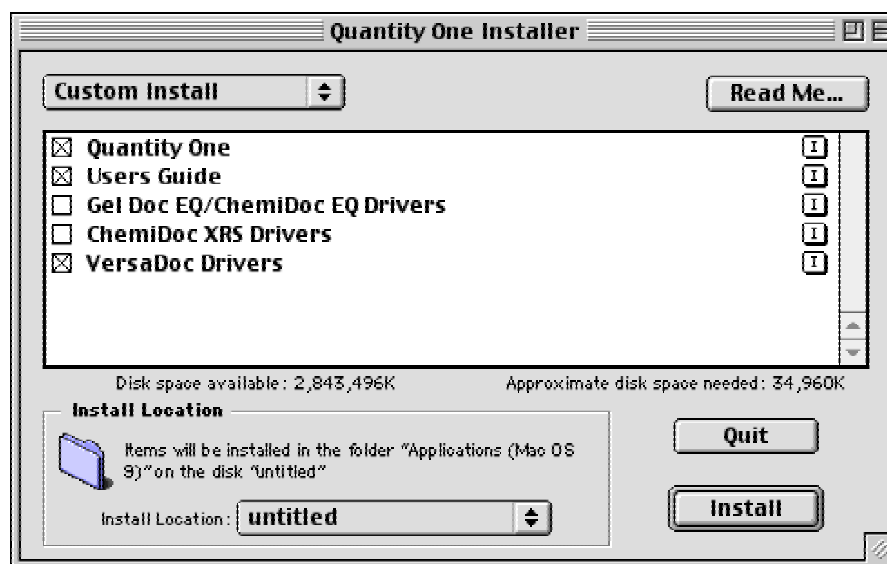 Quantity One Installer
Custom Install
Read Me...
Quantity One
Users Guide
Gel Doc EQ/ChemiDoc EQ Drivers
ChemiDoc XRS Drivers
VersaDoc Drivers
Disk space available: 2,843,496K
Approximate disk space needed: 34,960K
Install Location
Items will be installed in the folder "Applications (Mac OS
9)" on the disk "untitled"
Install Location:
untitled
Quit
Install